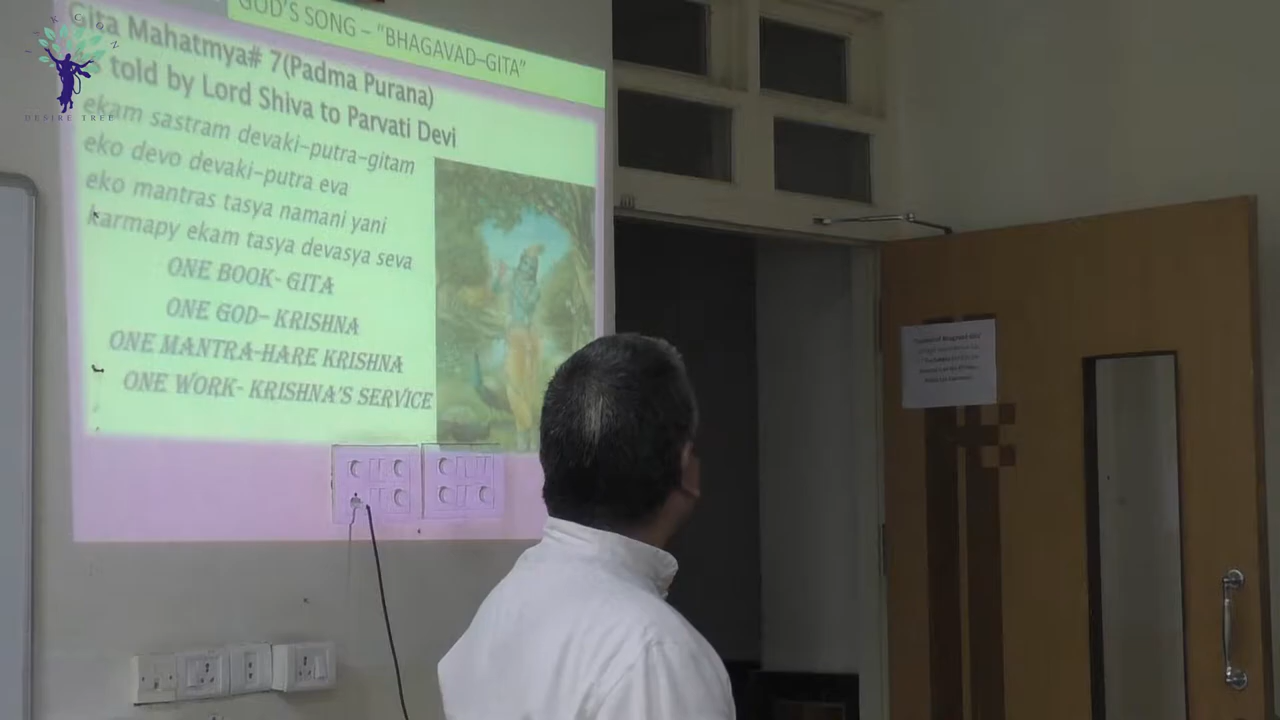 GOD'S SONG – "BHAGAVAD–GITA"
Gita Mahatmya# 7(Padma Purana)
told by Lord Shiva to Parvati Devi
ekam sastram devaki-putra-gitam
eko devo devaki-putra eva
eko mantras tasya namani yani
karmapy ekam tasya devasya seva
ONE BOOK- GITA
ONE GOD– KRISHNA
ONE MANTRA-HARE KRISHNA
ONE WORK- KRISHNA'S SERVICE
DESIRE TREE